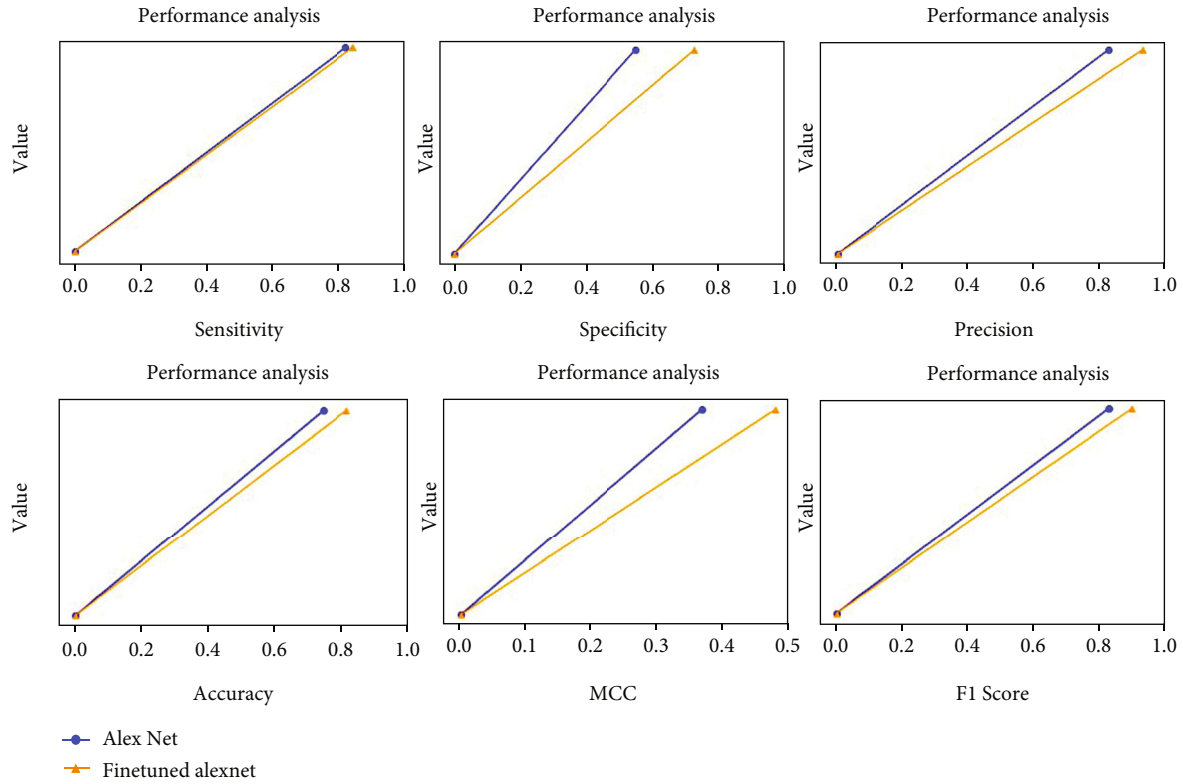 Performance analysis
Value
0.0 0.2 0.4 0.6 0.8 1.0
Sensitivity
Performance analysis
Value
0.0 0.2 0.4 0.6 0.8 1.0
Specificity
Performance analysis
Value
0.0 0.2 0.4 0.6 0.8 1.0
Precision
Performance analysis
Value
0.0 0.2 0.4 0.6 0.8 1.0
Accuracy
Performance analysis
Value
0.0 0.1 0.2 0.3 0.4 0.5
MCC
Performance analysis
Value
0.0 0.2 0.4 0.6 0.8 1.0
F1 Score
Alex Net
Finetuned alexnet